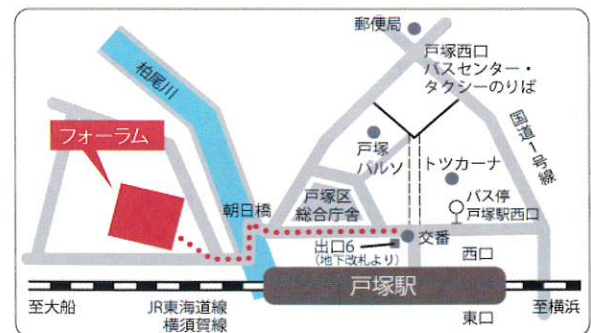 郵便局
戸塚西口
バスセンター・
タクシーのりば
柏尾川
国道1号線
フォーラム
戸塚
パルソ
トツカーナ
戸塚区
総合庁舎
バス停
戸塚駅西口
朝日橋
出口6
(地下改札より)
交番
西口
戸塚駅
至大船
JR東海道線
横須賀線
東口
至横浜